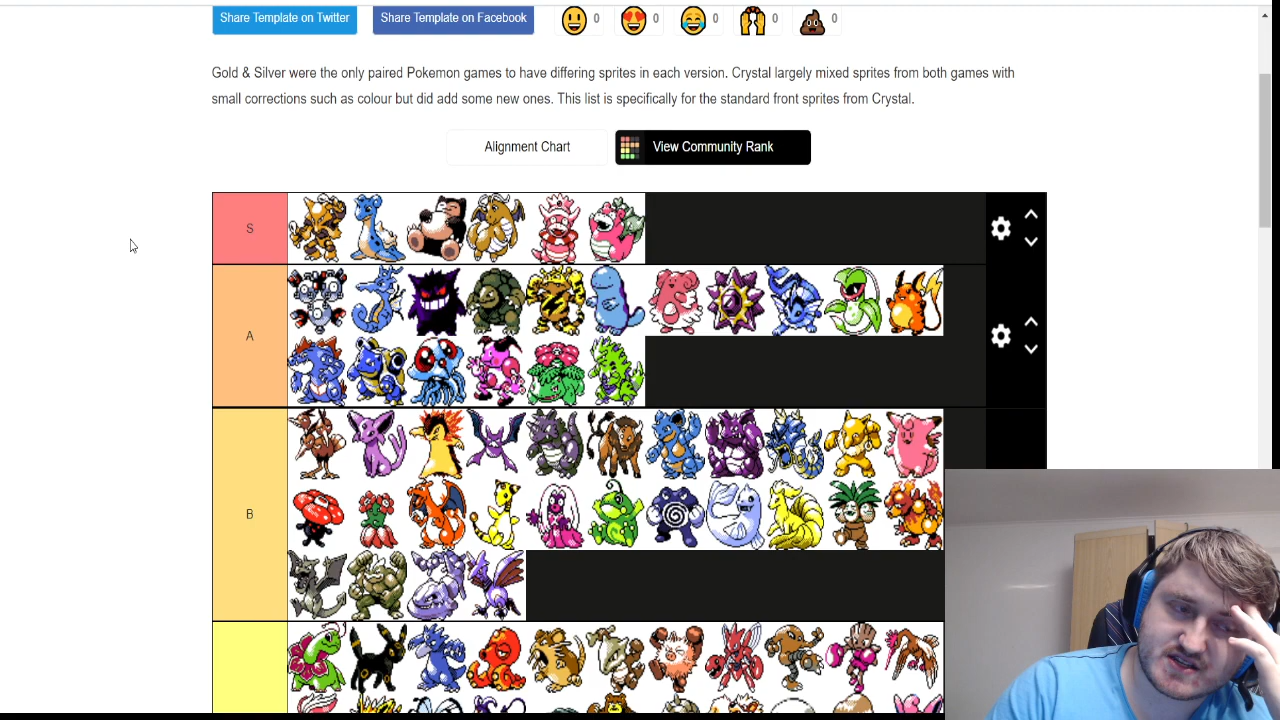 Share Template on Twitter
Share Template on Facebook
0
0
0
0
0
Gold & Silver were the only paired Pokemon games to have differing sprites in each version. Crystal largely mixed sprites from both games with
small corrections such as colour but did add some new ones. This list is specifically for the standard front sprites from Crystal.
Alignment Chart
View Community Rank
S
A
B